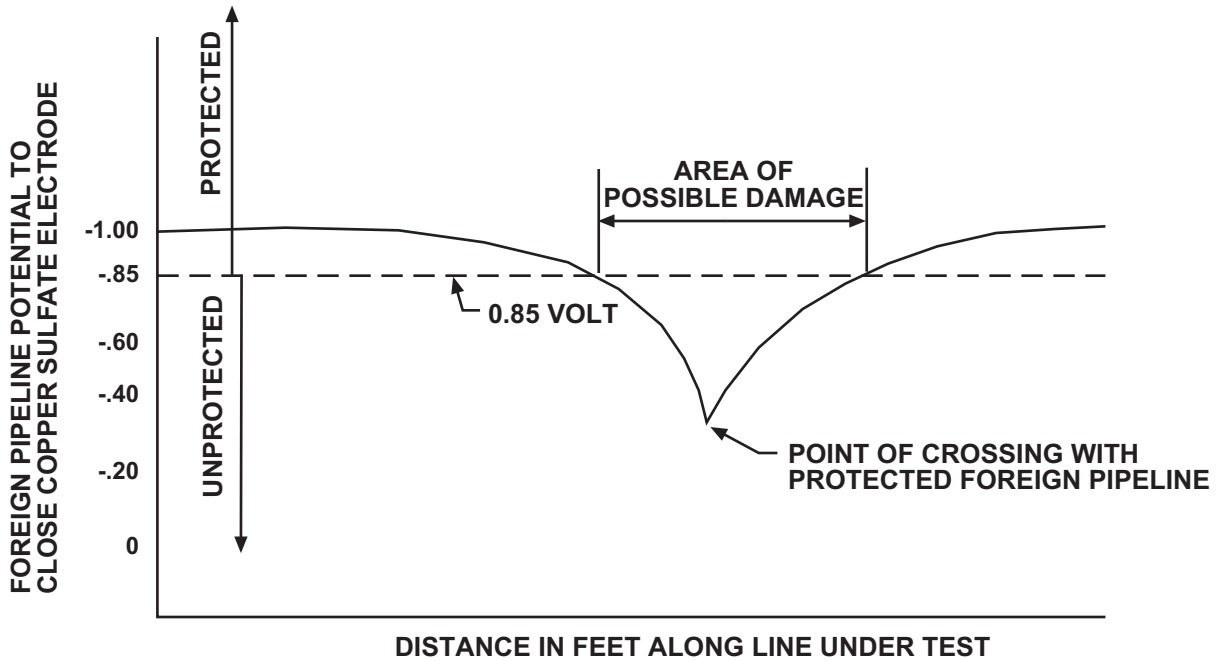 FOREIGN PIPELINE POTENTIAL TO
CLOSE COPPER SULFATE ELECTRODE
PROTECTED
UNPROTECTED
-1.00
-.85
-.60
-.40
-.20
0
AREA OF
POSSIBLE DAMAGE
0.85 VOLT
POINT OF CROSSING WITH
PROTECTED FOREIGN PIPELINE
DISTANCE IN FEET ALONG LINE UNDER TEST